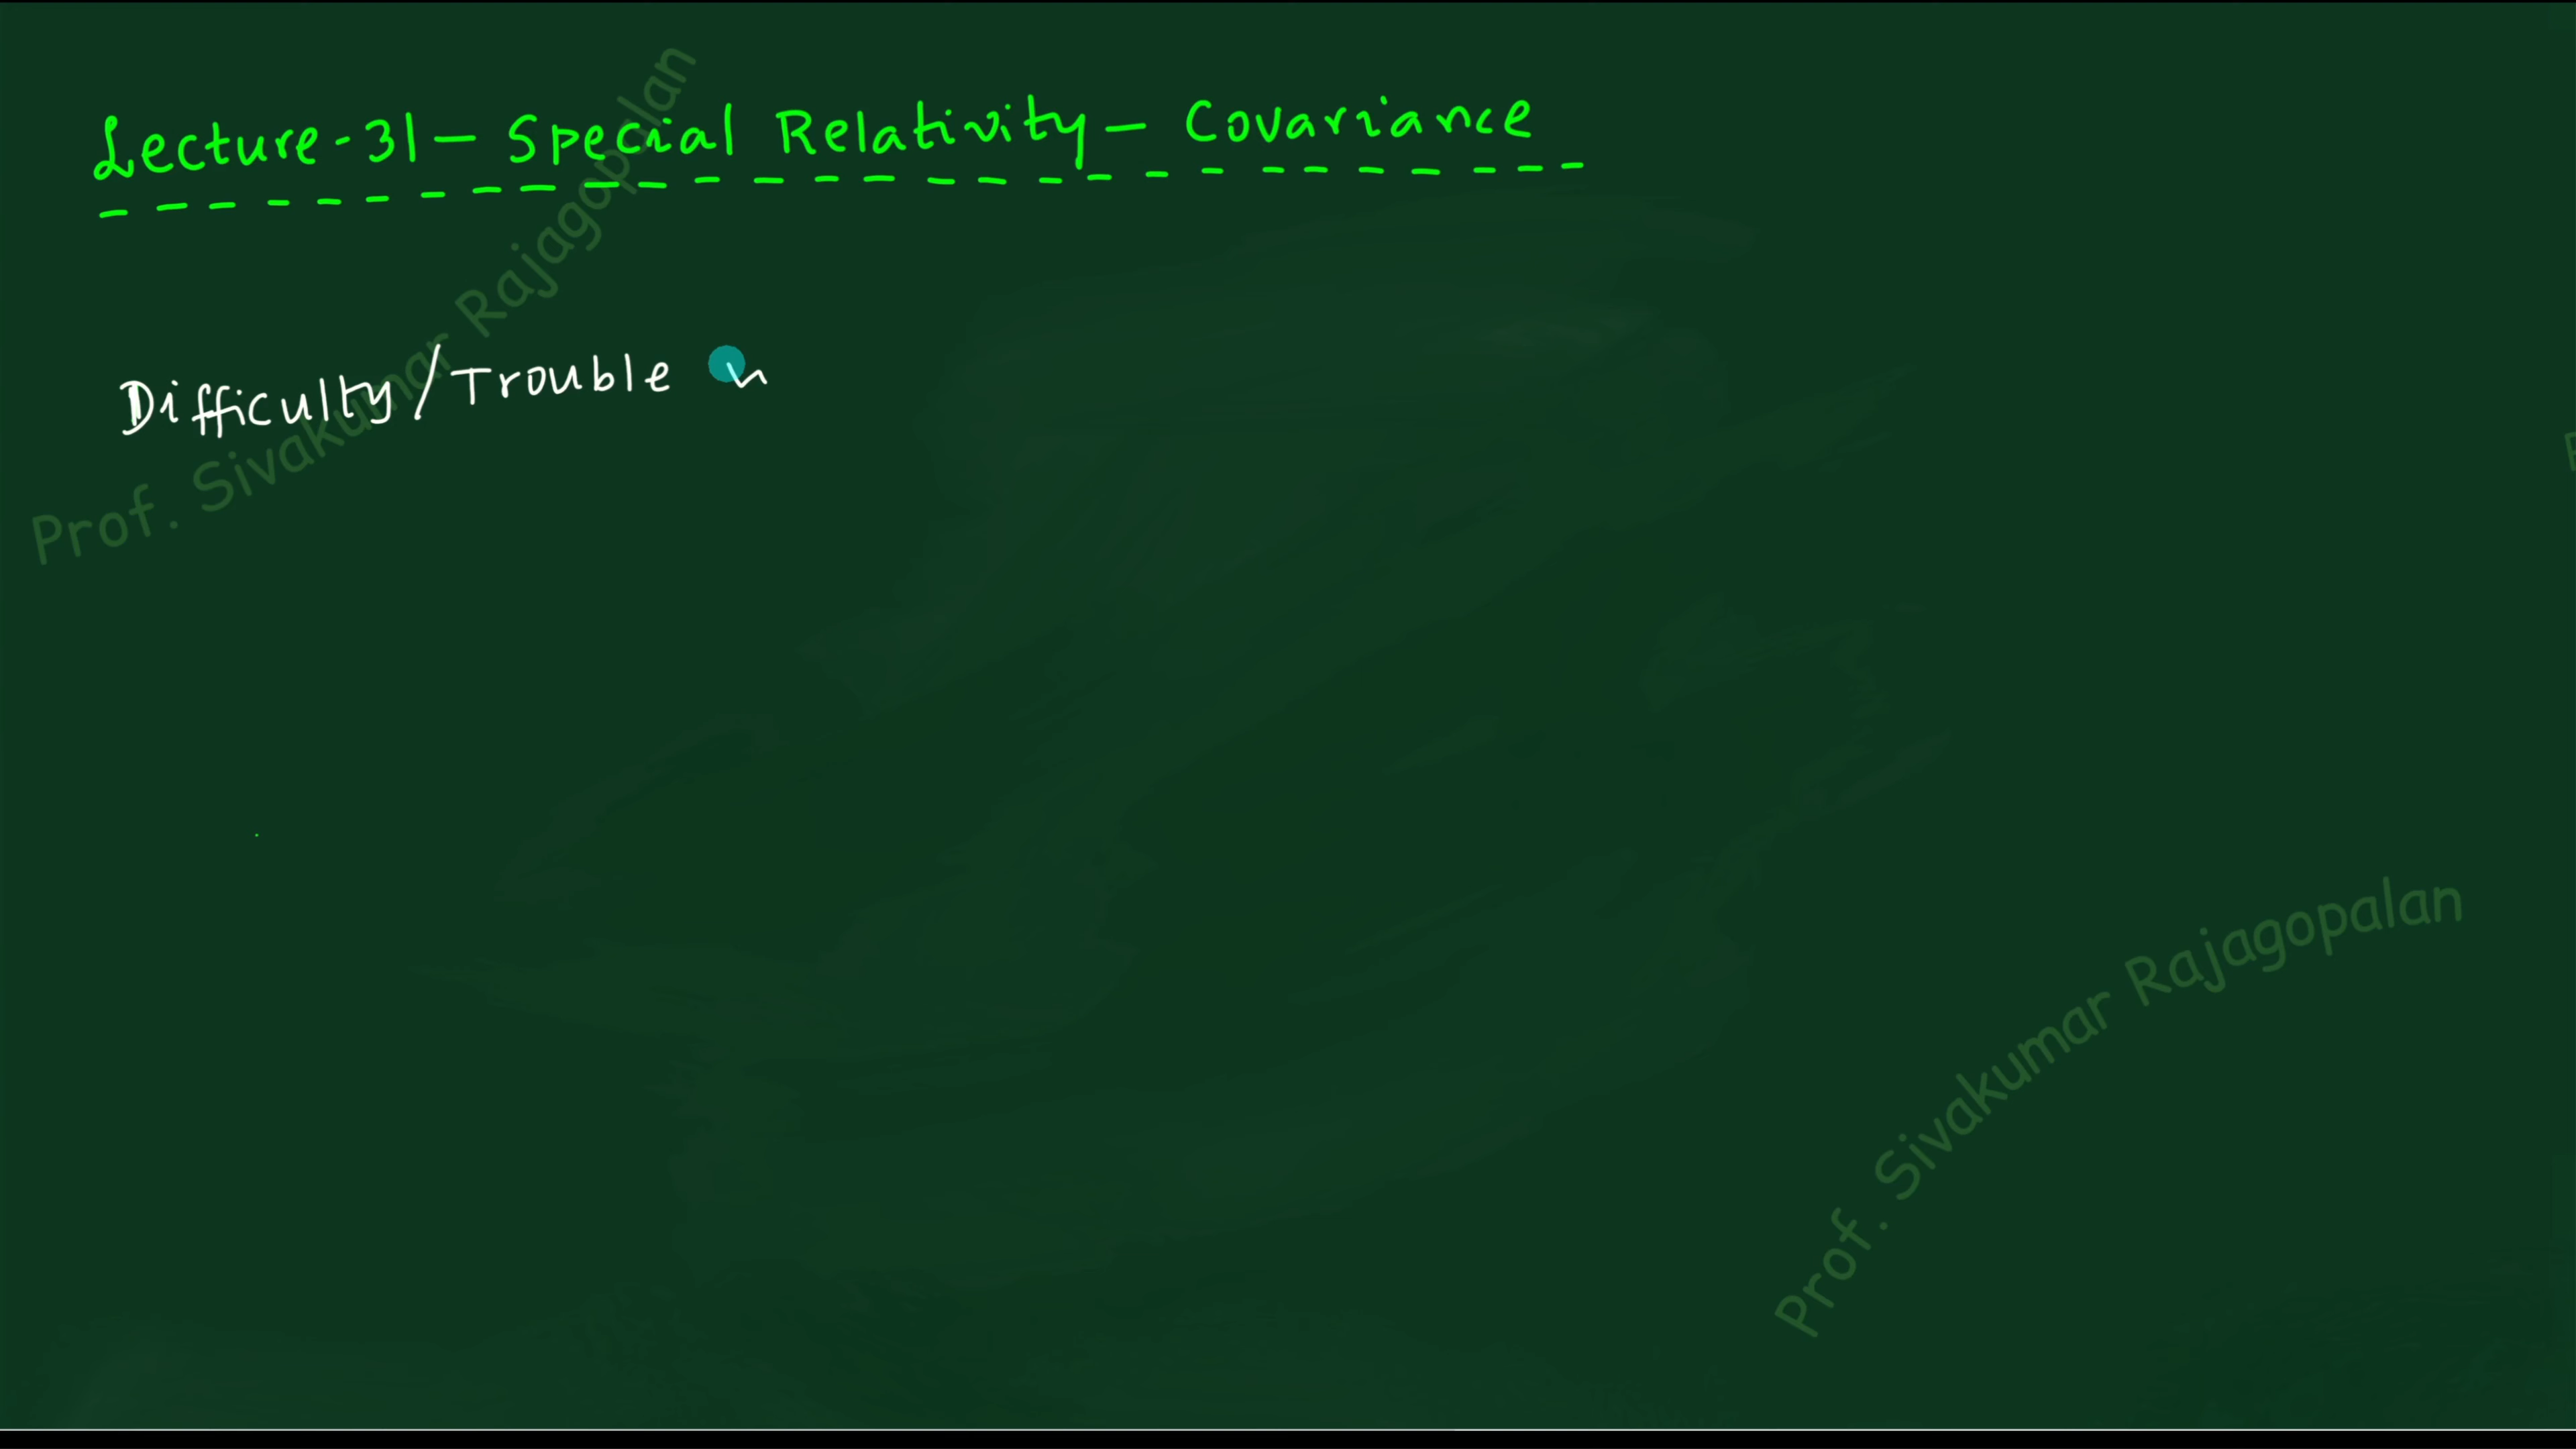 Lecture-31 – Special Relativity – Covariance
Difficulty/Trouble
Prof. Sivakumar Rajagopalan
Prof. Sivakumar Rajagopalan